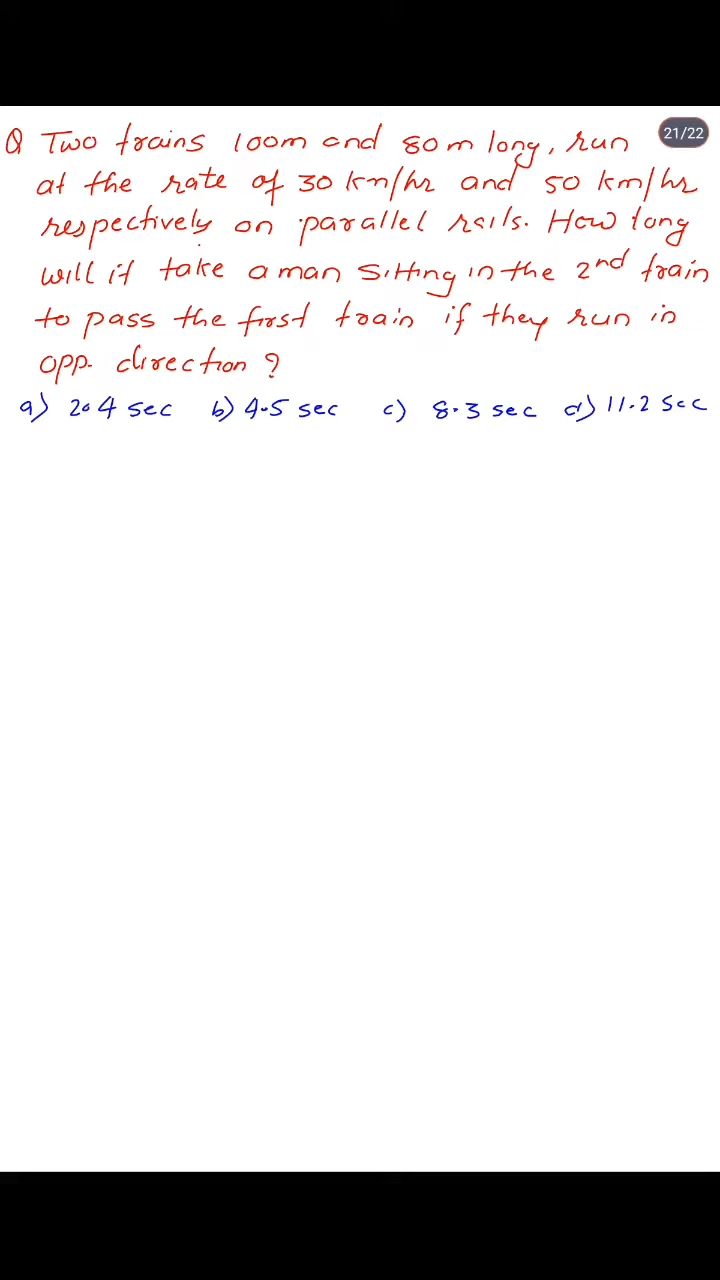 Q Two trains 100m and 80m long, run
21/22
at the rate of 30 km/hr and 50 km/hr
respectively on parallel rails. How long
will it take a man sitting in the 2nd train
to pass the first train if they run in
opp. direction ?
a) 2.4 sec b) 4.5 sec c) 8.3 sec d) 11.2 sec